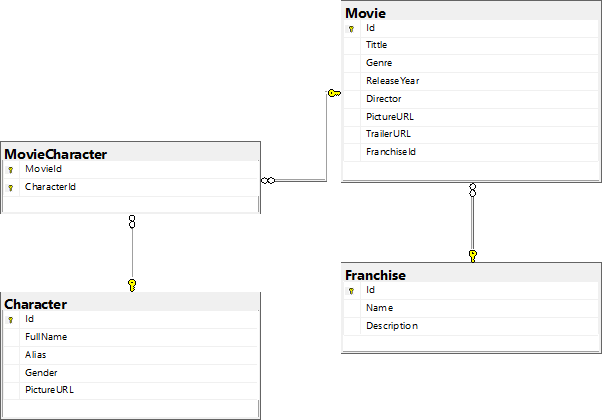 Movie
Id
Tittle
Genre
ReleaseYear
Director
PictureURL
TrailerURL
FranchiseId
MovieCharacter
MovieId
CharacterId
Franchise
Id
Name
Description
Character
Id
FullName
Alias
Gender
PictureURL